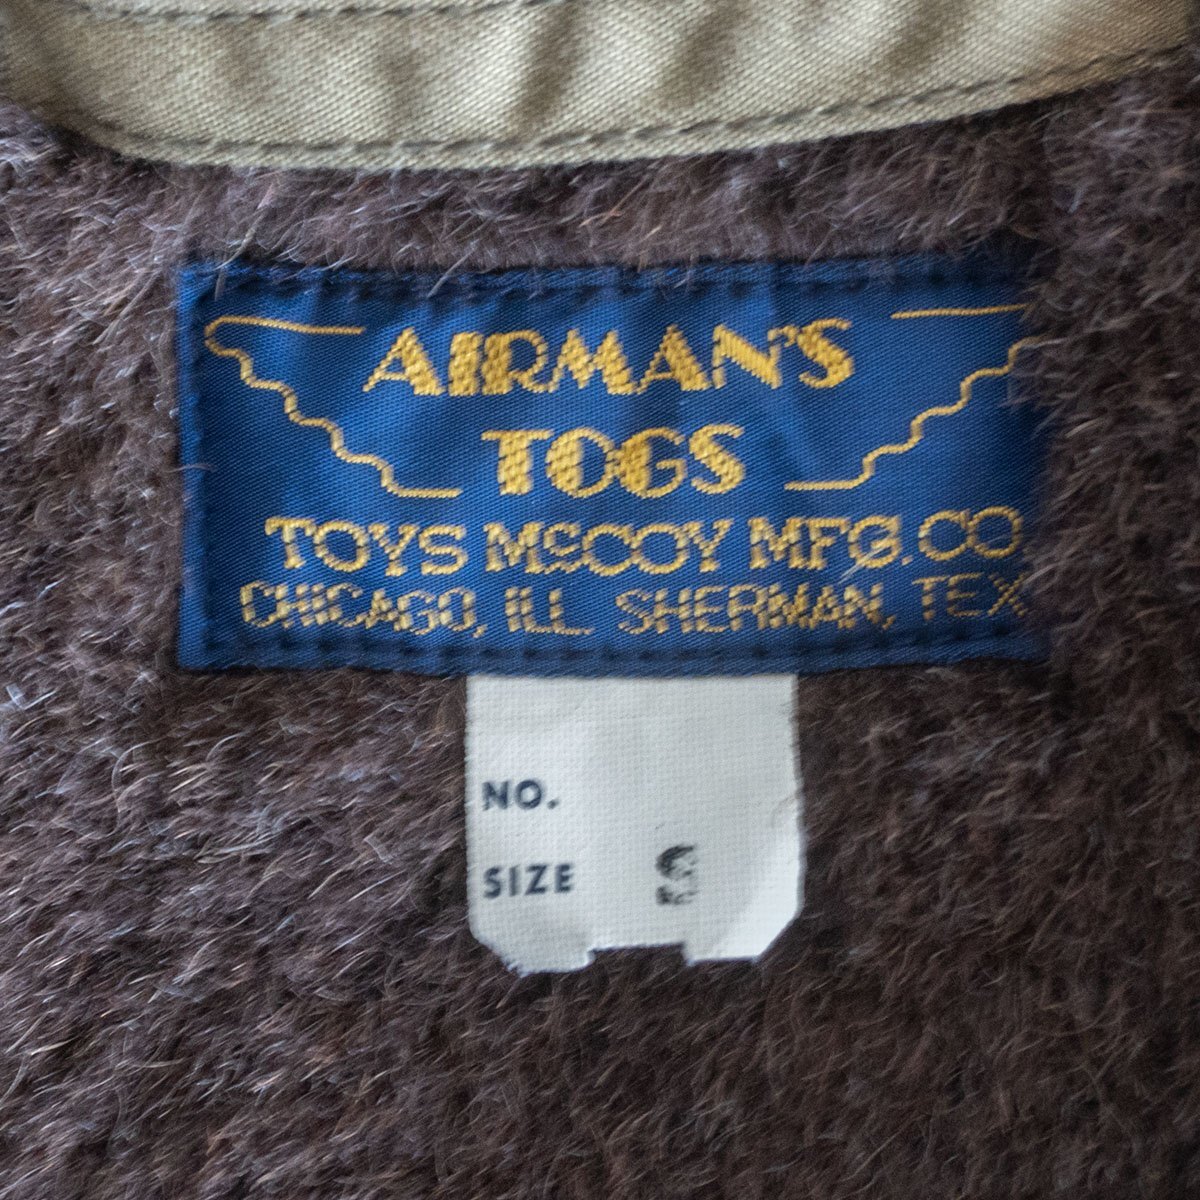 AIRMAN'S
TOGS
TOYS McCOY MFG. CO.
CHICAGO, ILL. SHERMAN, TEX
NO.
SIZE S